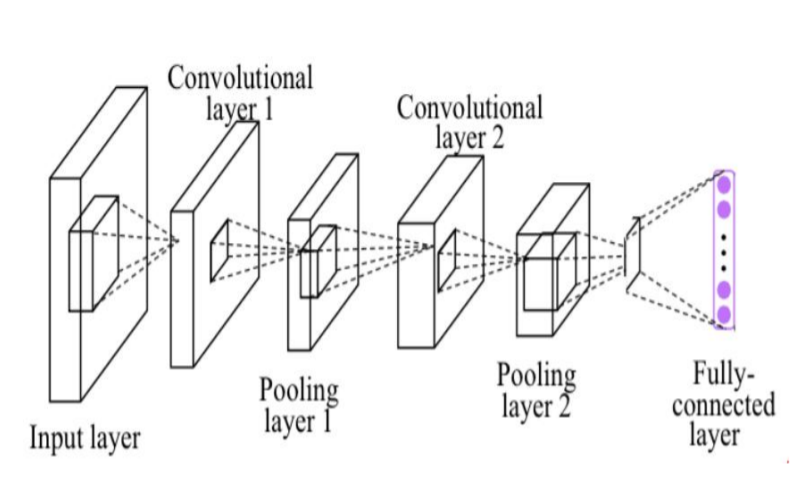 Convolutional
layer 1
Convolutional
layer 2
Pooling
layer 1
Pooling
layer 2
Fully-
connected
layer
Input layer